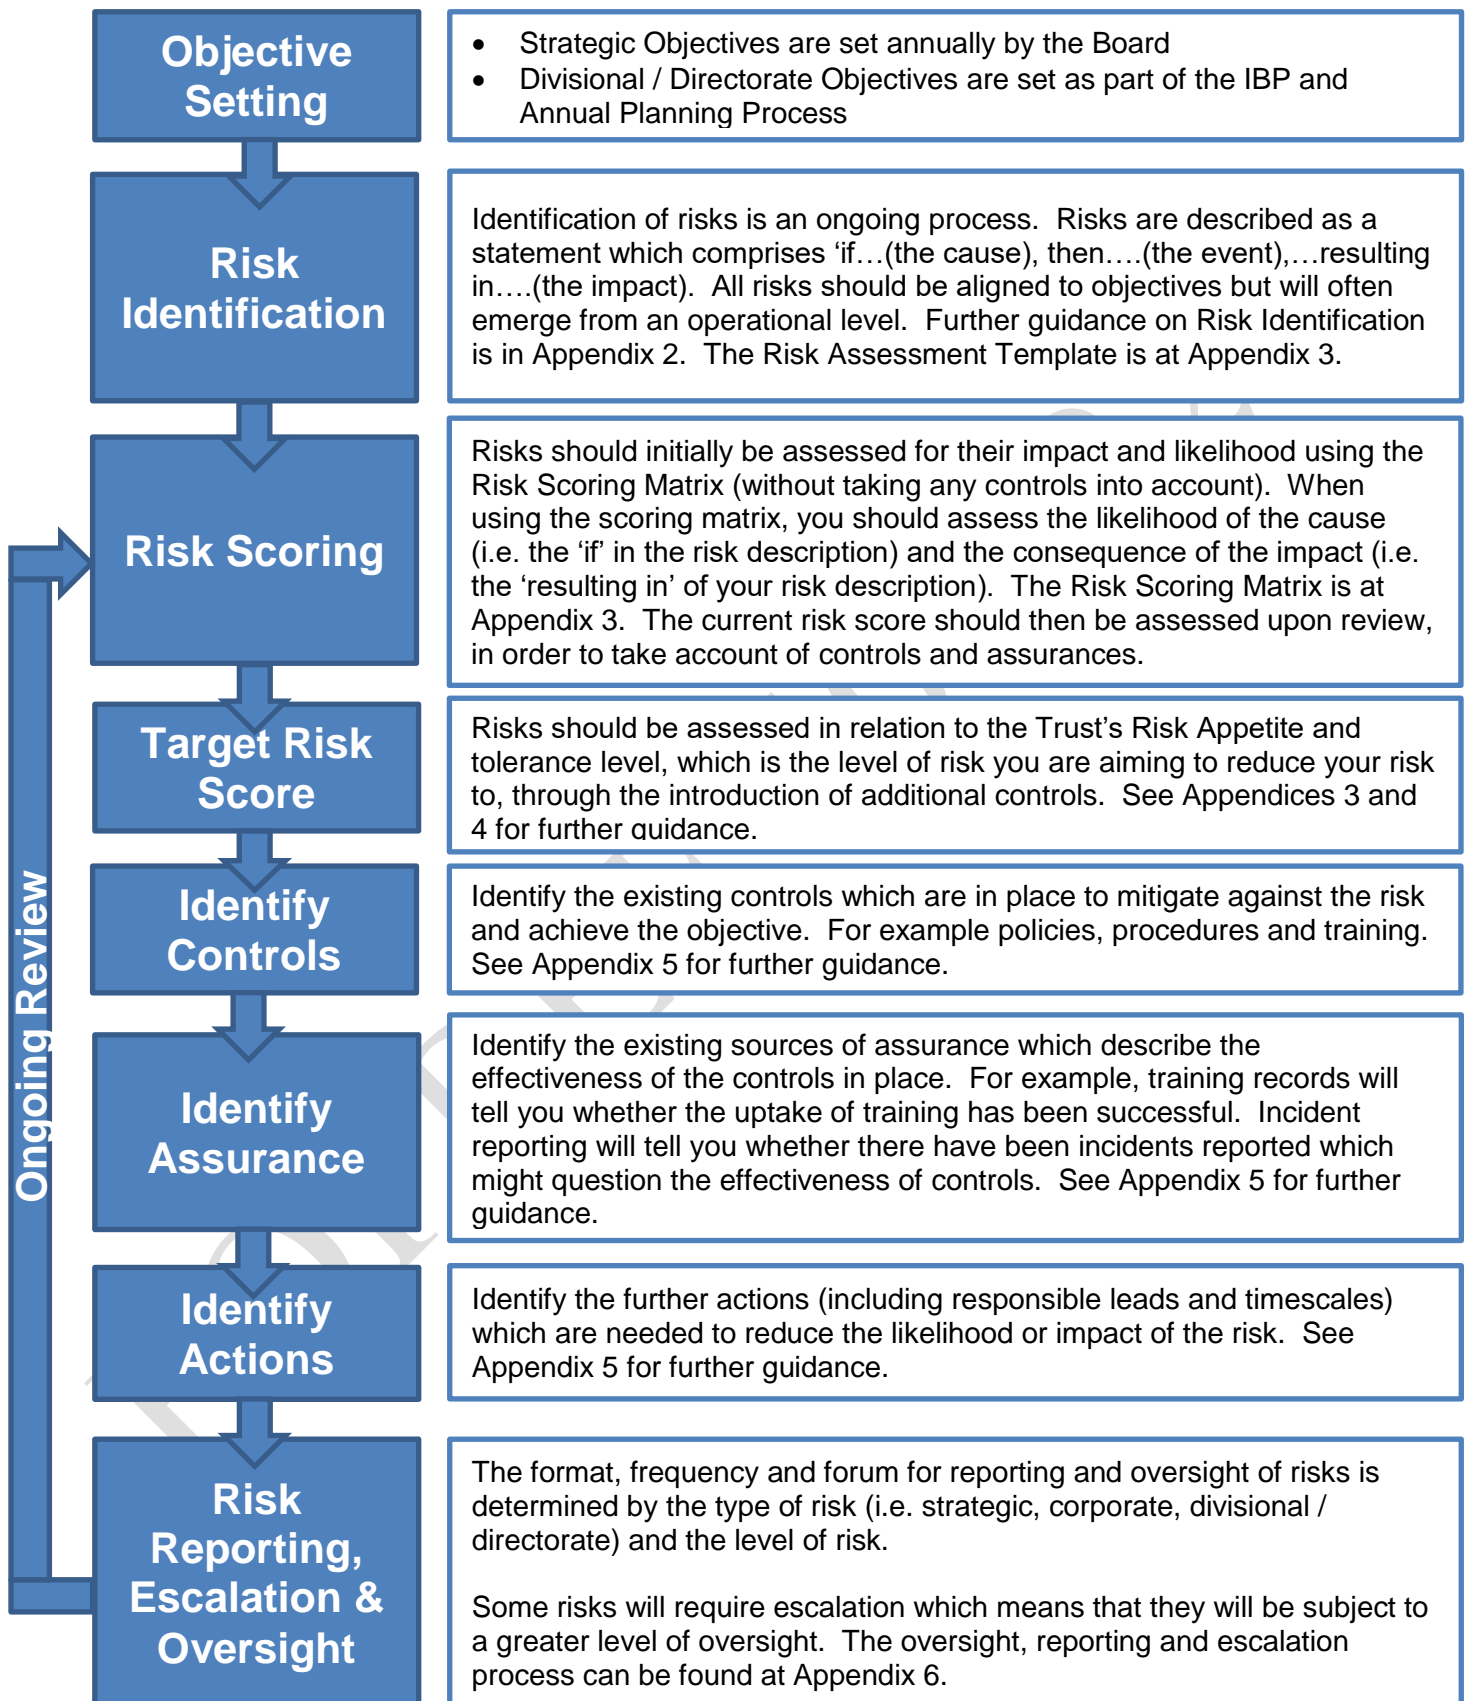 Objective
Setting
• Strategic Objectives are set annually by the Board
• Divisional / Directorate Objectives are set as part of the IBP and
Annual Planning Process
Risk
Identification
Identification of risks is an ongoing process.  Risks are described as a
statement which comprises ‘if…(the cause), then….(the event),…resulting
in….(the impact).  All risks should be aligned to objectives but will often
emerge from an operational level.  Further guidance on Risk Identification
is in Appendix 2.  The Risk Assessment Template is at Appendix 3.
Risk Scoring
Risks should initially be assessed for their impact and likelihood using the
Risk Scoring Matrix (without taking any controls into account).  When
using the scoring matrix, you should assess the likelihood of the cause
(i.e. the ‘if’ in the risk description) and the consequence of the impact (i.e.
the ‘resulting in’ of your risk description).  The Risk Scoring Matrix is at
Appendix 3.  The current risk score should then be assessed upon review,
in order to take account of controls and assurances.
Target Risk
Score
Risks should be assessed in relation to the Trust’s Risk Appetite and
tolerance level, which is the level of risk you are aiming to reduce your risk
to, through the introduction of additional controls.  See Appendices 3 and
4 for further guidance.
Identify
Controls
Identify the existing controls which are in place to mitigate against the risk
and achieve the objective.  For example policies, procedures and training.
See Appendix 5 for further guidance.
Ongoing Review
Identify
Assurance
Identify the existing sources of assurance which describe the
effectiveness of the controls in place.  For example, training records will
tell you whether the uptake of training has been successful.  Incident
reporting will tell you whether there have been incidents reported which
might question the effectiveness of controls.  See Appendix 5 for further
guidance.
Identify
Actions
Identify the further actions (including responsible leads and timescales)
which are needed to reduce the likelihood or impact of the risk.  See
Appendix 5 for further guidance.
Risk
Reporting,
Escalation &
Oversight
The format, frequency and forum for reporting and oversight of risks is
determined by the type of risk (i.e. strategic, corporate, divisional /
directorate) and the level of risk.
Some risks will require escalation which means that they will be subject to
a greater level of oversight.  The oversight, reporting and escalation
process can be found at Appendix 6.